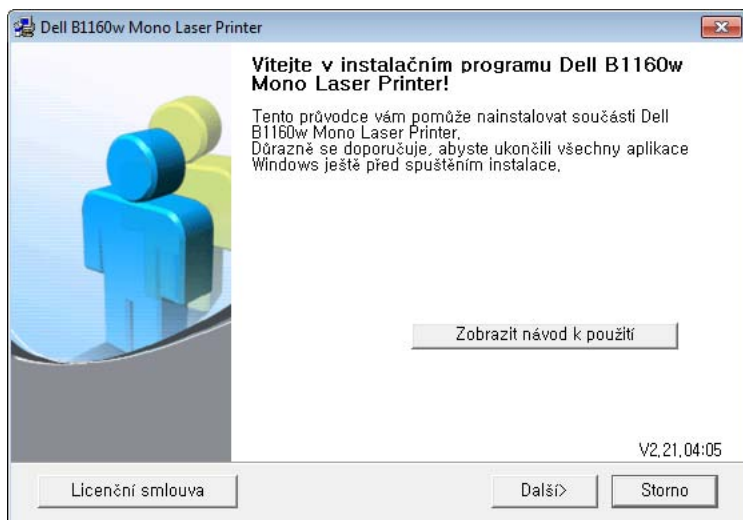 Dell B1160w Mono Laser Printer
Vítejte v instalačním programu Dell B1160w
Mono Laser Printer!
Tento průvodce vám pomůže nainstalovat součásti Dell
B1160w Mono Laser Printer.
Důrazně se doporučuje, abyste ukončili všechny aplikace
Windows ještě před spuštěním instalace.
Zobrazit návod k použití
V2.21.04:05
Licenční smlouva
Další>
Storno